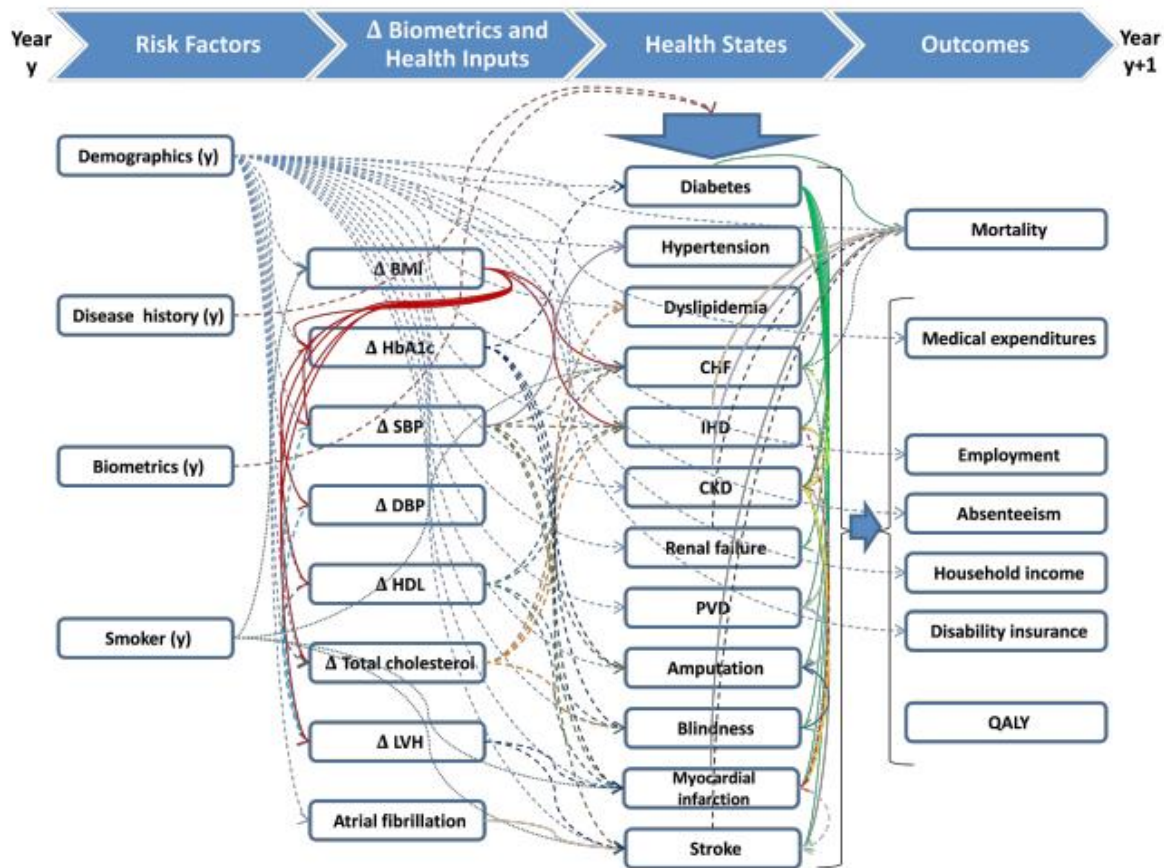 Year
y
Risk Factors
Δ Biometrics and
Health Inputs
Health States
Outcomes
Year
y+1
Demographics (y)
Disease history (y)
Biometrics (y)
Smoker (y)
Δ BMI
Δ HbA1c
Δ SBP
Δ DBP
Δ HDL
Δ Total cholesterol
Δ LVH
Atrial fibrillation
Diabetes
Hypertension
Dyslipidemia
CHF
IHD
CKD
Renal failure
PVD
Amputation
Blindness
Myocardial
infarction
Stroke
Mortality
Medical expenditures
Employment
Absenteeism
Household income
Disability insurance
QALY